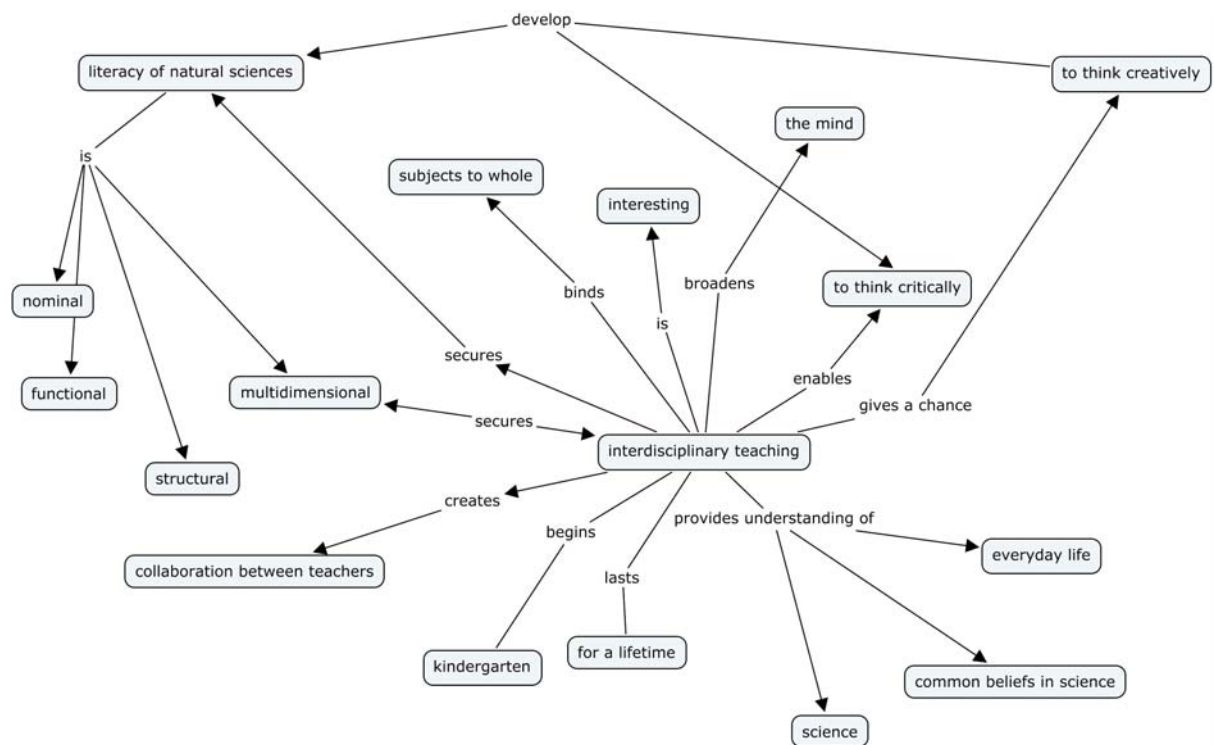 develop
literacy of natural sciences
to think creatively
the mind
is
subjects to whole
interesting
to think critically
nominal
binds
broadens
is
secures
enables
functional
multidimensional
gives a chance
secures
interdisciplinary teaching
structural
creates
provides understanding of
begins
everyday life
collaboration between teachers
lasts
for a lifetime
kindergarten
common beliefs in science
science